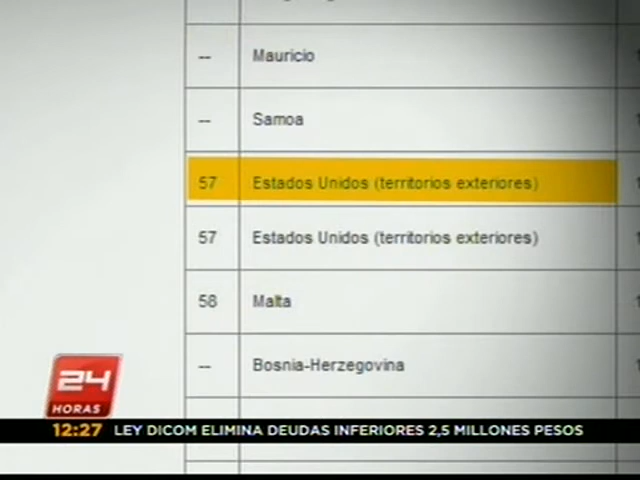 -- Mauricio
-- Samoa
57 Estados Unidos (territorios exteriores)
57 Estados Unidos (territorios exteriores)
58 Malta
-- Bosnia-Herzegovina
24
HORAS
12:27 LEY DICOM ELIMINA DEUDAS INFERIORES 2,5 MILLONES PESOS